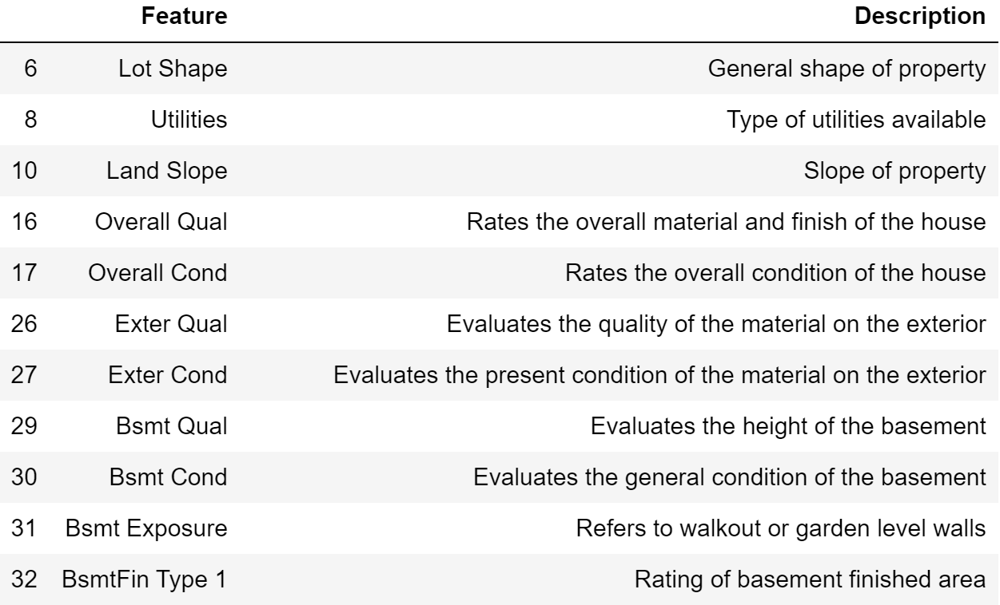 Feature Description
6 Lot Shape General shape of property
8 Utilities Type of utilities available
10 Land Slope Slope of property
16 Overall Qual Rates the overall material and finish of the house
17 Overall Cond Rates the overall condition of the house
26 Exter Qual Evaluates the quality of the material on the exterior
27 Exter Cond Evaluates the present condition of the material on the exterior
29 Bsmt Qual Evaluates the height of the basement
30 Bsmt Cond Evaluates the general condition of the basement
31 Bsmt Exposure Refers to walkout or garden level walls
32 BsmtFin Type 1 Rating of basement finished area